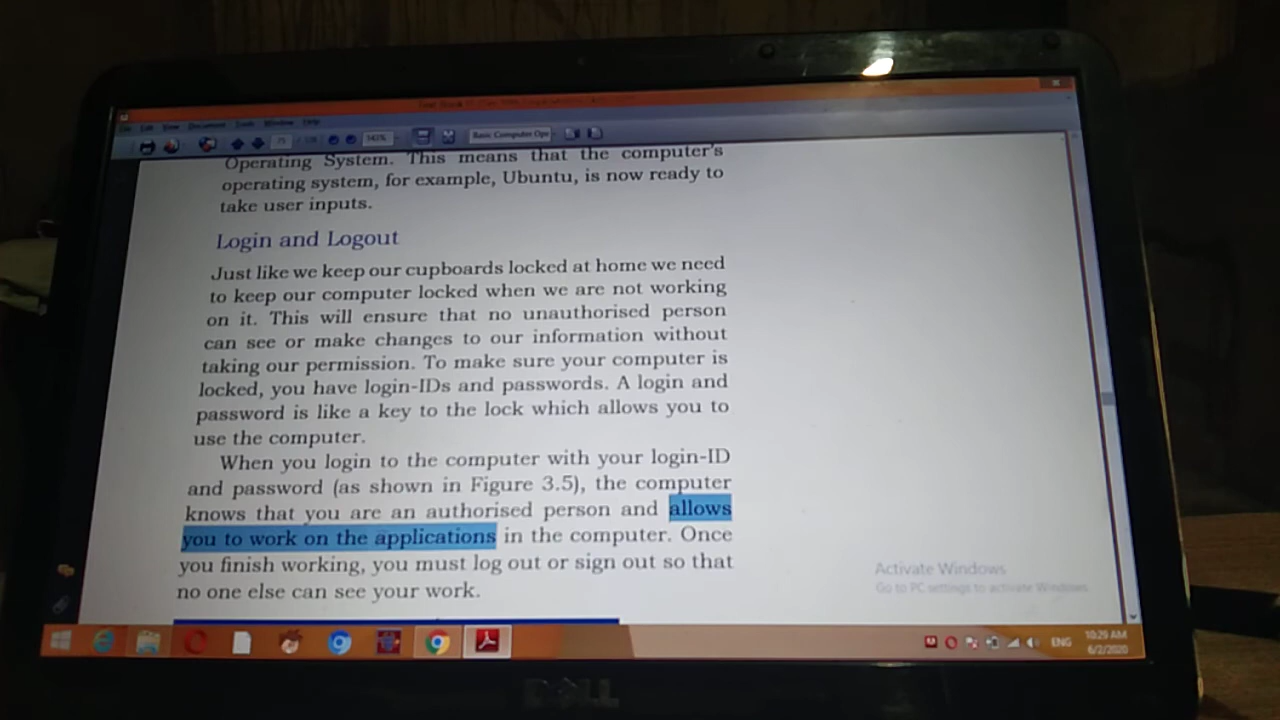 Window Help
75
142%
Basic Computer Ope
Operating System. This means that the computer's
operating system, for example, Ubuntu, is now ready to
take user inputs.
Login and Logout
Just like we keep our cupboards locked at home we need
to keep our computer locked when we are not working
on it. This will ensure that no unauthorised person
can see or make changes to our information without
taking our permission. To make sure your computer is
locked, you have login-IDs and passwords. A login and
password is like a key to the lock which allows you to
use the computer.
When you login to the computer with your login-ID
and password (as shown in Figure 3.5), the computer
knows that you are an authorised person and allows
you to work on the applications in the computer. Once
you finish working, you must log out or sign out so that
no one else can see your work.
Activate Windows
Go to PC settings to activate Windows.
ENG
10:29 AM
6/2/2020
DELL